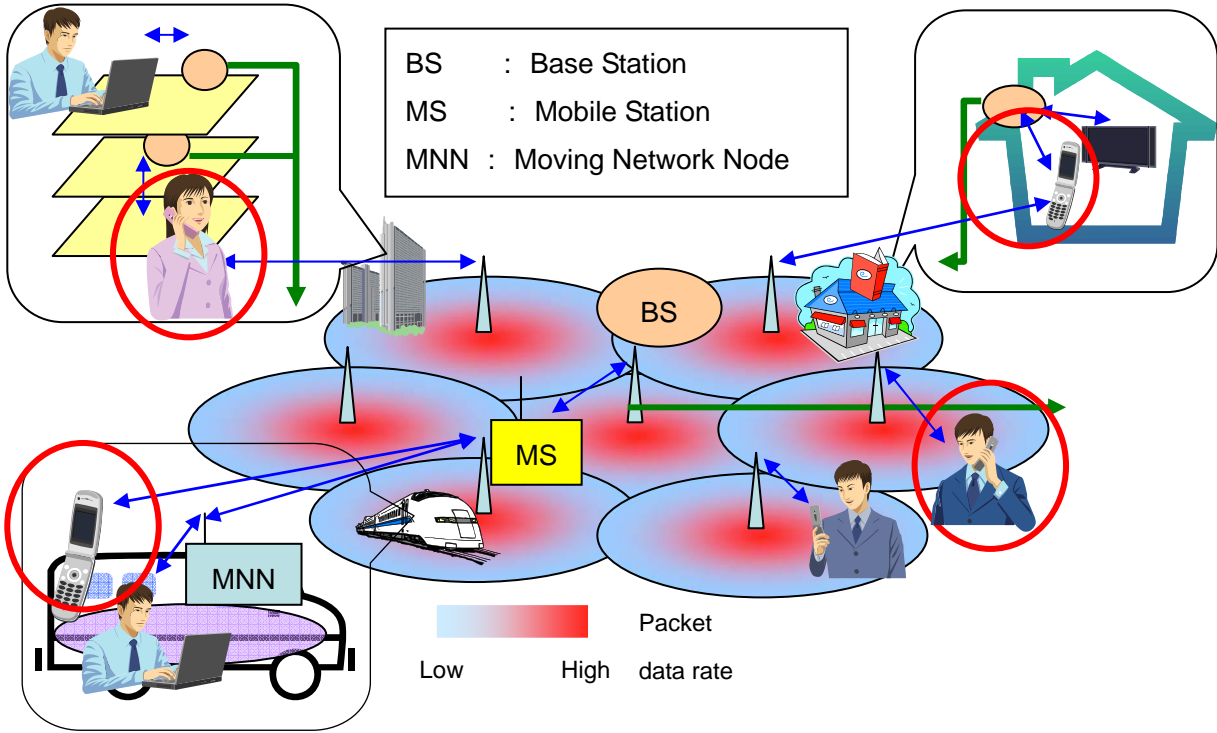 BS : Base Station
MS : Mobile Station
MNN : Moving Network Node
BS
MS
MNN
Packet
Low High data rate